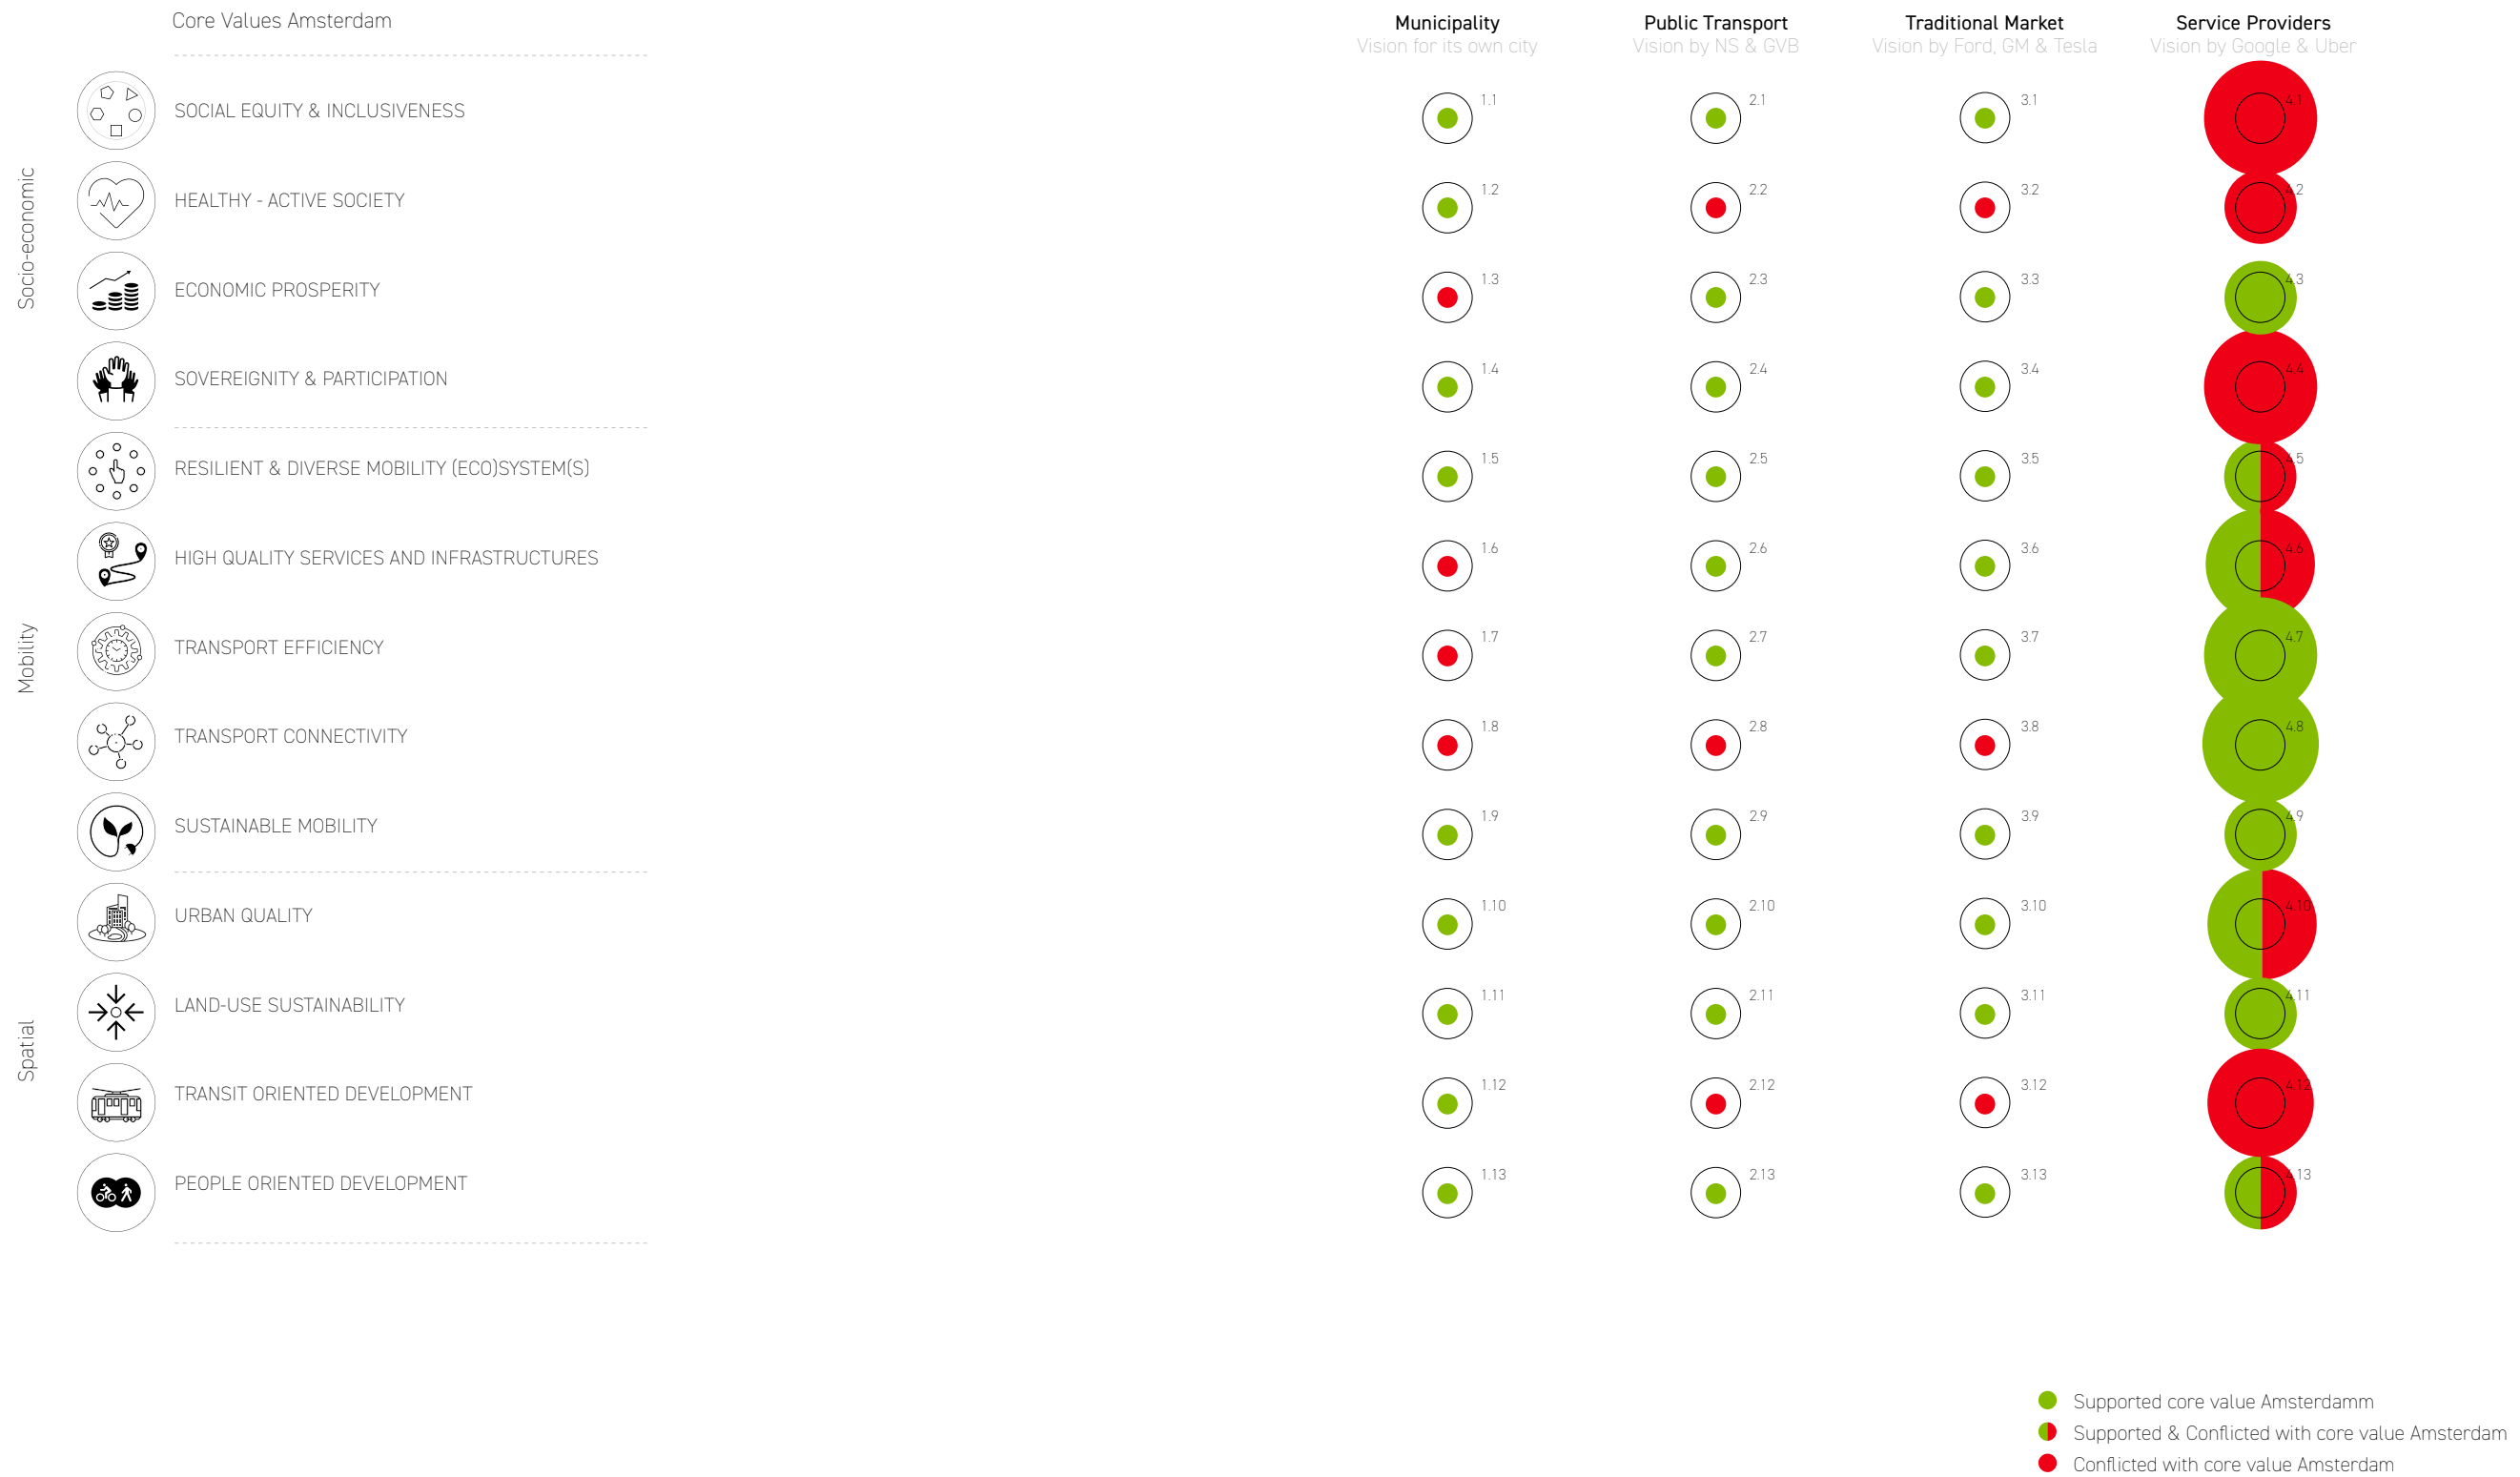 Core Values Amsterdam
Municipality
Vision for its own city
Public Transport
Vision by NS & GVB
Traditional Market
Vision by Ford, GM & Tesla
Service Providers
Vision by Google & Uber
Socio-economic
SOCIAL EQUITY & INCLUSIVENESS 1.1 2.1 3.1 4.1
HEALTHY - ACTIVE SOCIETY 1.2 2.2 3.2 4.2
ECONOMIC PROSPERITY 1.3 2.3 3.3 4.3
SOVEREIGNITY & PARTICIPATION 1.4 2.4 3.4 4.4
Mobility
RESILIENT & DIVERSE MOBILITY (ECO)SYSTEM(S) 1.5 2.5 3.5 4.5
HIGH QUALITY SERVICES AND INFRASTRUCTURES 1.6 2.6 3.6 4.6
TRANSPORT EFFICIENCY 1.7 2.7 3.7 4.7
TRANSPORT CONNECTIVITY 1.8 2.8 3.8 4.8
SUSTAINABLE MOBILITY 1.9 2.9 3.9 4.9
Spatial
URBAN QUALITY 1.10 2.10 3.10 4.10
LAND-USE SUSTAINABILITY 1.11 2.11 3.11 4.11
TRANSIT ORIENTED DEVELOPMENT 1.12 2.12 3.12 4.12
PEOPLE ORIENTED DEVELOPMENT 1.13 2.13 3.13 4.13
Supported core value Amsterdamm
Supported & Conflicted with core value Amsterdam
Conflicted with core value Amsterdam